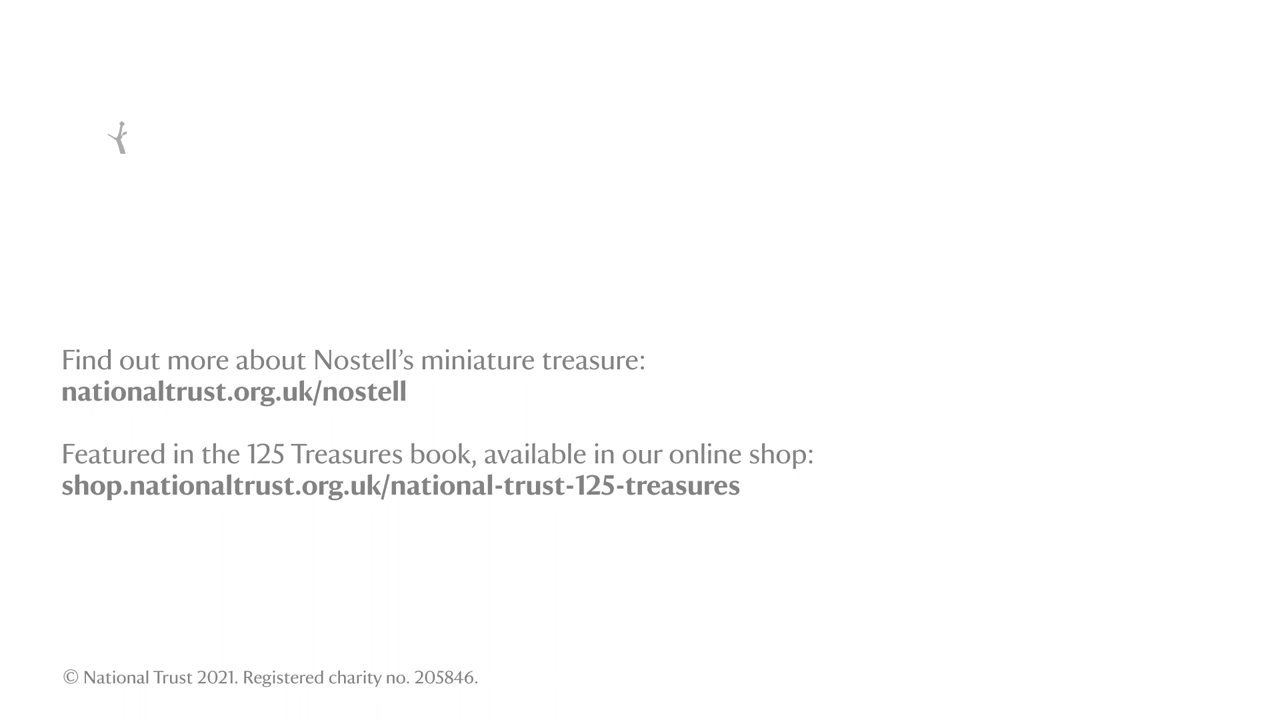 Find out more about Nostell’s miniature treasure:
nationaltrust.org.uk/nostell
Featured in the 125 Treasures book, available in our online shop:
shop.nationaltrust.org.uk/national-trust-125-treasures
© National Trust 2021. Registered charity no. 205846.